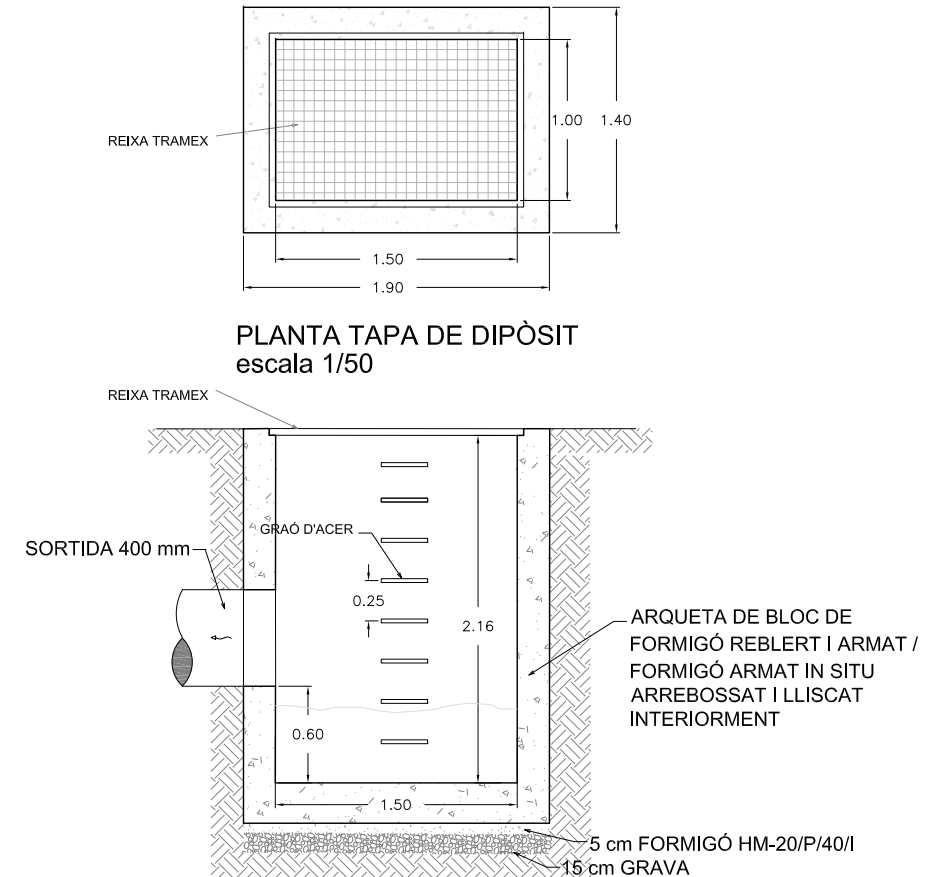 REIXA TRAMEX
1.00
1.40
1.50
1.90
PLANTA TAPA DE DIPÒSIT
escala 1/50
REIXA TRAMEX
GRAÓ D'ACER
SORTIDA 400 mm
0.25
2.16
ARQUETA DE BLOC DE
FORMIGÓ REBLERT I ARMAT /
FORMIGÓ ARMAT IN SITU
ARREBOSSAT I LLISCAT
INTERIORMENT
0.60
1.50
5 cm FORMIGÓ HM-20/P/40/I
15 cm GRAVA